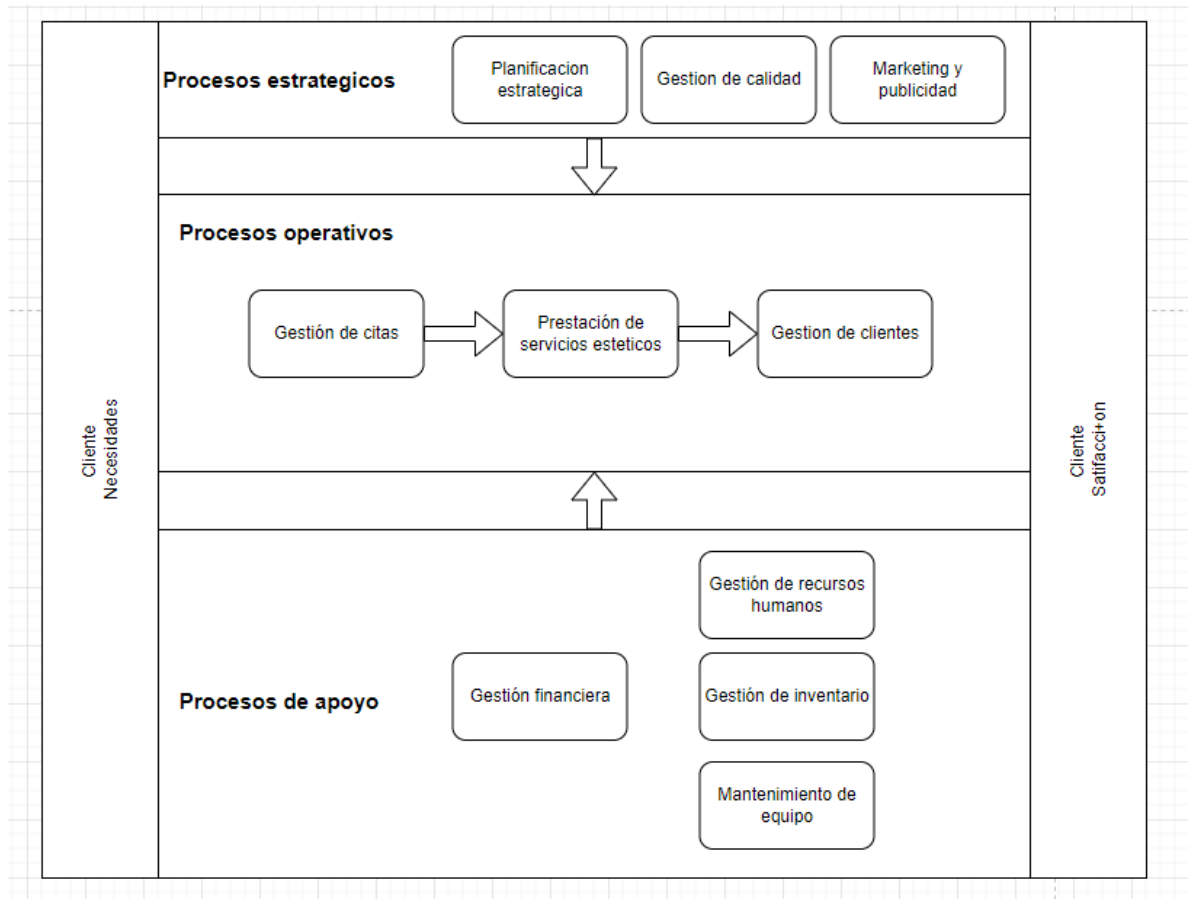 Procesos estrategicos
Planificacion
estrategica
Gestion de calidad
Marketing y
publicidad
Procesos operativos
Gestión de citas
Prestación de
servicios esteticos
Gestion de clientes
Cliente
Necesidades
Cliente
Satifacci+on
Procesos de apoyo
Gestión financiera
Gestión de recursos
humanos
Gestión de inventario
Mantenimiento de
equipo